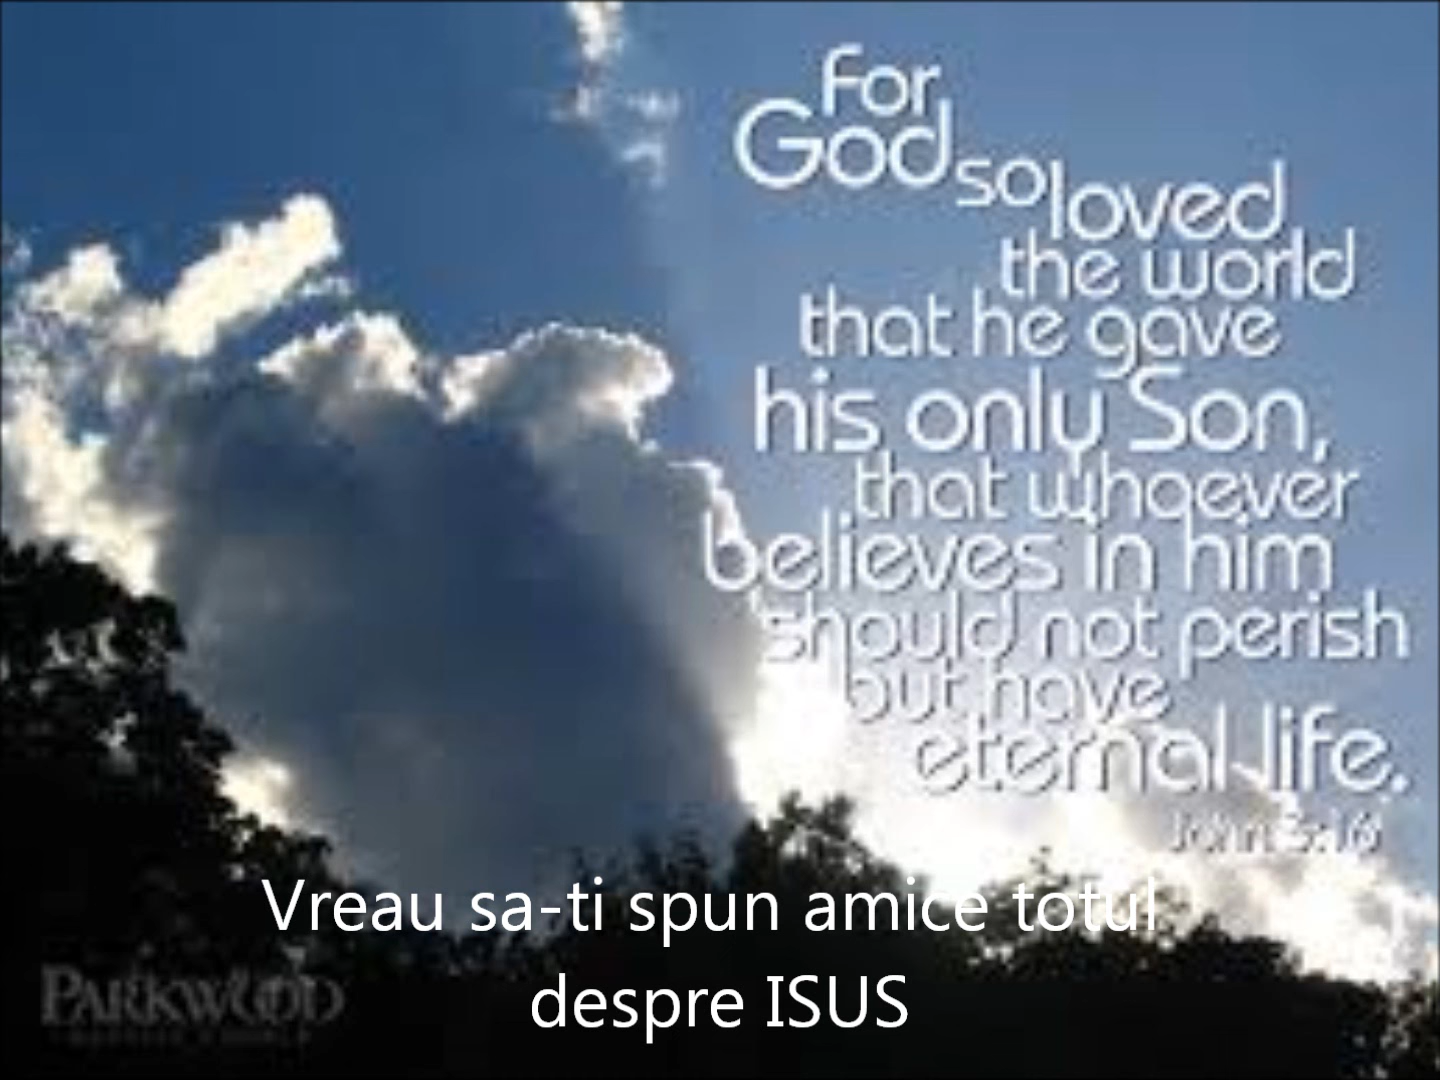 For
God so loved
the world
that he gave
his only Son,
that whoever
believes in him
should not perish
but have
eternal life.
John 3:16
Vreau sa-ti spun amice totul
despre ISUS
PARKWOOD